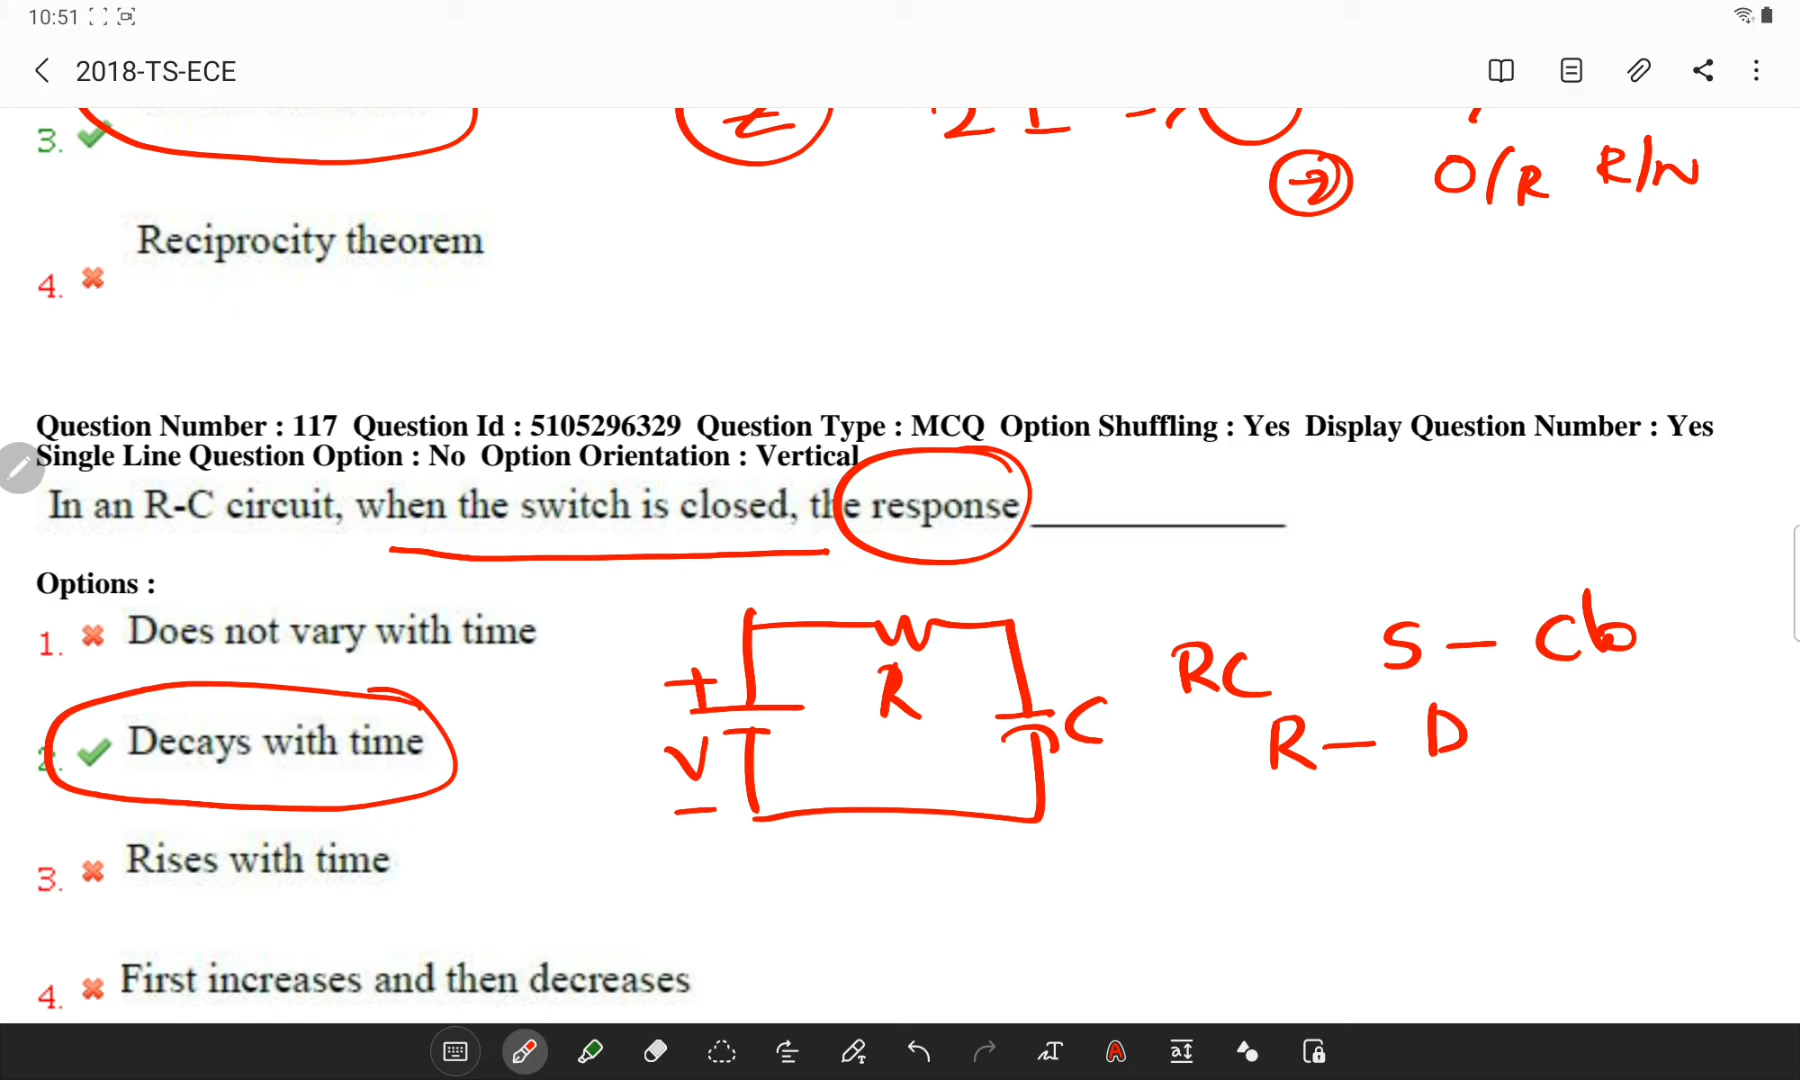 10:51
2018-TS-ECE
3.
O/R R/N
Reciprocity theorem
4.
Question Number : 117 Question Id : 5105296329 Question Type : MCQ Option Shuffling : Yes Display Question Number : Yes
Single Line Question Option : No Option Orientation : Vertical
In an R-C circuit, when the switch is closed, the response ____________
Options :
1. Does not vary with time
2. Decays with time
3. Rises with time
4. First increases and then decreases
+ R C
V
-
RC
R - D